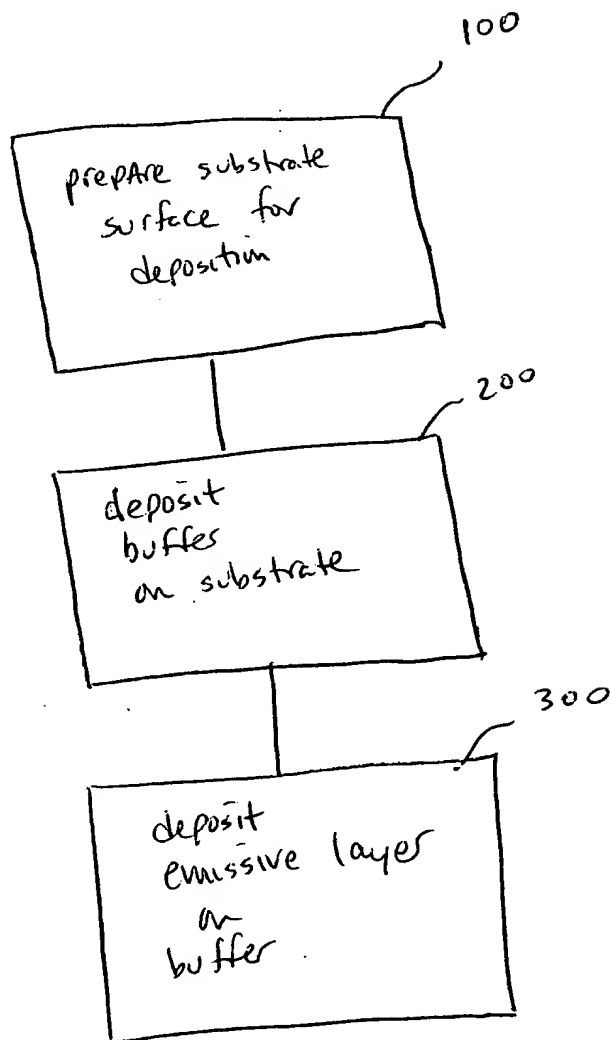 100
prepare substrate
surface for
deposition
200
deposit
buffer
on substrate
300
deposit
emissive layer
on
buffer